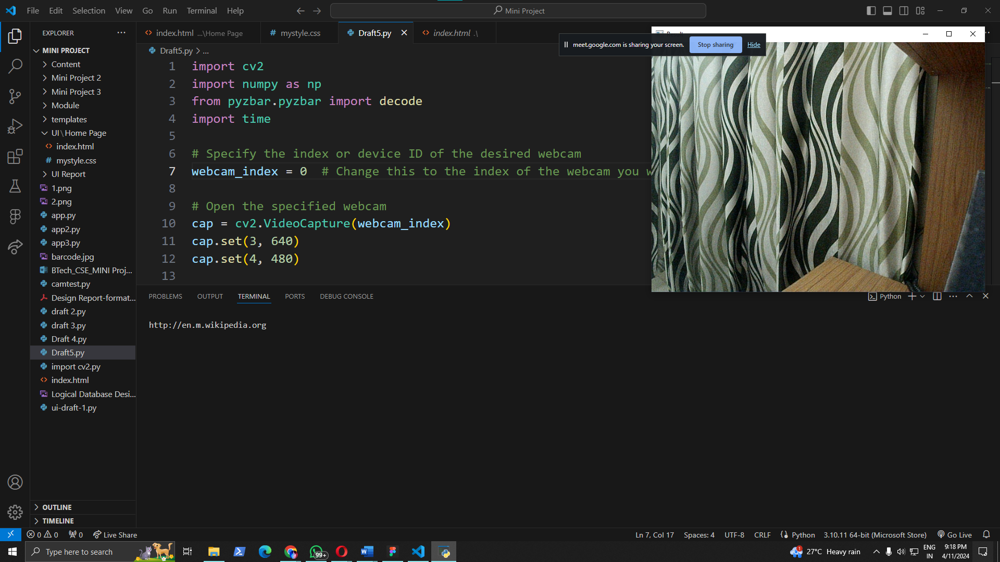 File Edit Selection View Go Run Terminal Help
Mini Project
EXPLORER
MINI PROJECT
Content
Mini Project 2
Mini Project 3
Module
templates
UI\Home Page
index.html
mystyle.css
UI Report
1.png
2.png
app.py
app2.py
app3.py
barcode.jpg
BTech_CSE_MINI Proj...
camtest.py
Design Report-format...
draft 2.py
draft 3.py
Draft 4.py
Draft5.py
import cv2.py
index.html
Logical Database Desi...
ui-draft-1.py
OUTLINE
TIMELINE
index.html ...\Home Page
mystyle.css
Draft5.py
index.html .\
Draft5.py > ...
meet.google.com is sharing your screen. Stop sharing Hide
1 import cv2
2 import numpy as np
3 from pyzbar.pyzbar import decode
4 import time
5
6 # Specify the index or device ID of the desired webcam
7 webcam_index = 0 # Change this to the index of the webcam you w
8
9 # Open the specified webcam
10 cap = cv2.VideoCapture(webcam_index)
11 cap.set(3, 640)
12 cap.set(4, 480)
13
PROBLEMS OUTPUT TERMINAL PORTS DEBUG CONSOLE
Python
http://en.m.wikipedia.org
0 0 0 Live Share
Ln 7, Col 17 Spaces: 4 UTF-8 CRLF Python 3.10.11 64-bit (Microsoft Store) Go Live
Type here to search
99+
1
27°C Heavy rain
ENG
IN
9:18 PM
4/11/2024